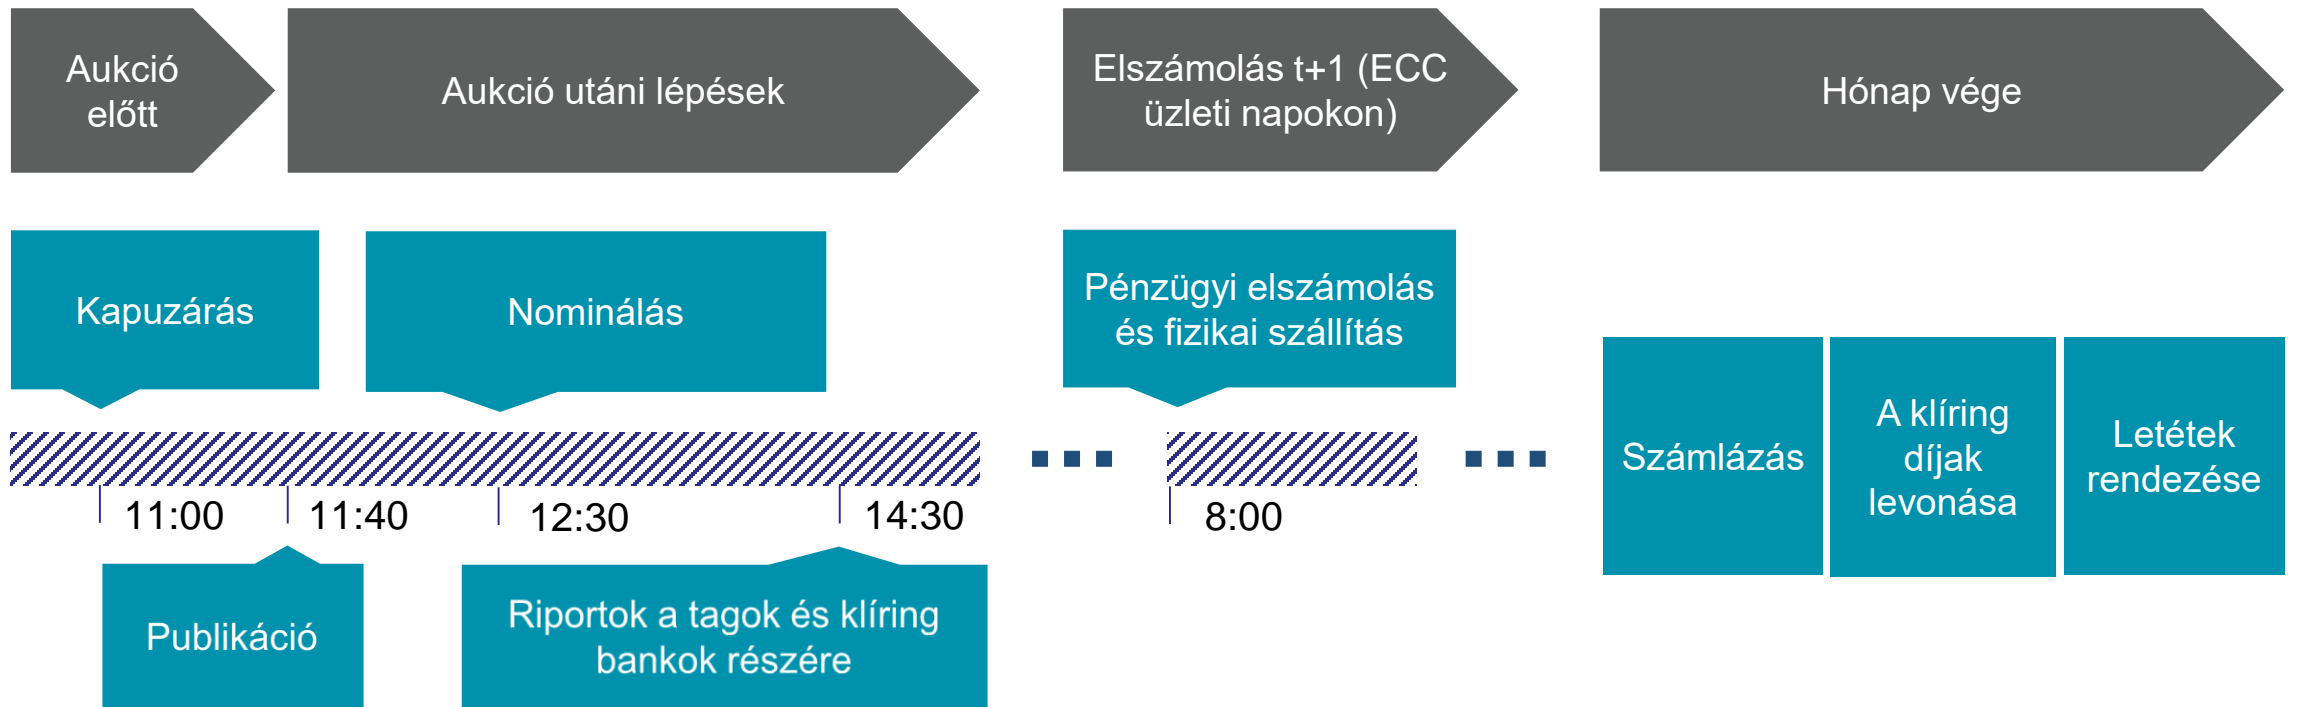 Aukció
előtt
Aukció utáni lépések
Elszámolás t+1 (ECC
üzleti napokon)
Hónap vége
Kapuzárás
Nominálás
Pénzügyi elszámolás
és fizikai szállítás
11:00
11:40
12:30
14:30
8:00
Publikáció
Riportok a tagok és klíring
bankok részére
Számlázás
A klíring
díjak
levonása
Letétek
rendezése